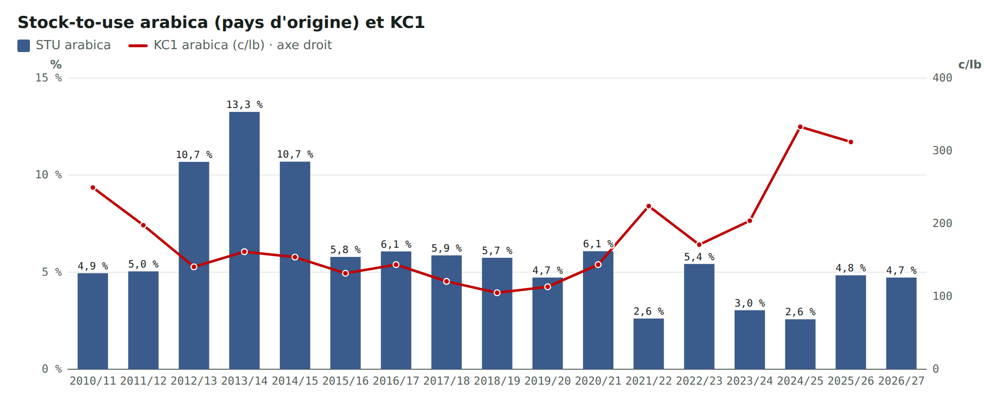 Stock-to-use arabica (pays d'origine) et KC1
STU arabica KC1 arabica (c/lb) · axe droit
% c/lb
15 % 400
13,3 %
10,7 % 10,7 %
300
10 %
200
6,1 % 6,1 %
5,8 % 5,9 % 5,7 % 5,4 %
4,9 % 5,0 % 4,7 % 4,8 % 4,7 %
5 %
100
2,6 % 3,0 % 2,6 %
0 % 0
2010/11 2011/12 2012/13 2013/14 2014/15 2015/16 2016/17 2017/18 2018/19 2019/20 2020/21 2021/22 2022/23 2023/24 2024/25 2025/26 2026/27